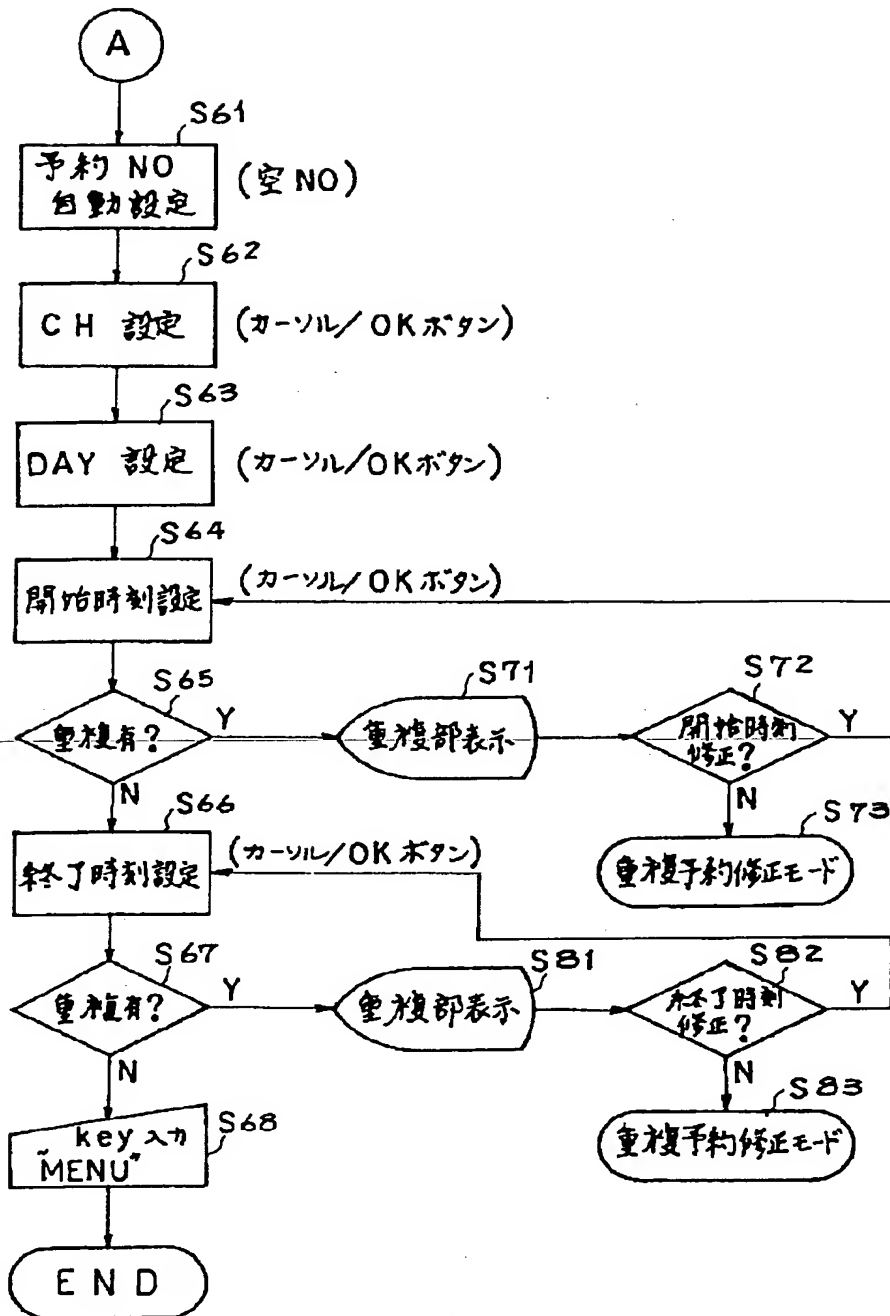 A
S61
予約 NO
自動設定
(空NO)
S62
CH 設定
(カーソル/OKボタン)
S63
DAY 設定
(カーソル/OKボタン)
S64
開始時刻設定
(カーソル/OKボタン)
S65
重複有?
Y
N
S71
重複部表示
S72
開始時刻
修正?
Y
N
S73
重複予約修正モード
S66
終了時刻設定
(カーソル/OKボタン)
S67
重複有?
Y
N
S81
重複部表示
S82
終了時刻
修正?
Y
N
S83
重複予約修正モード
S68
key 入力
"MENU"
END